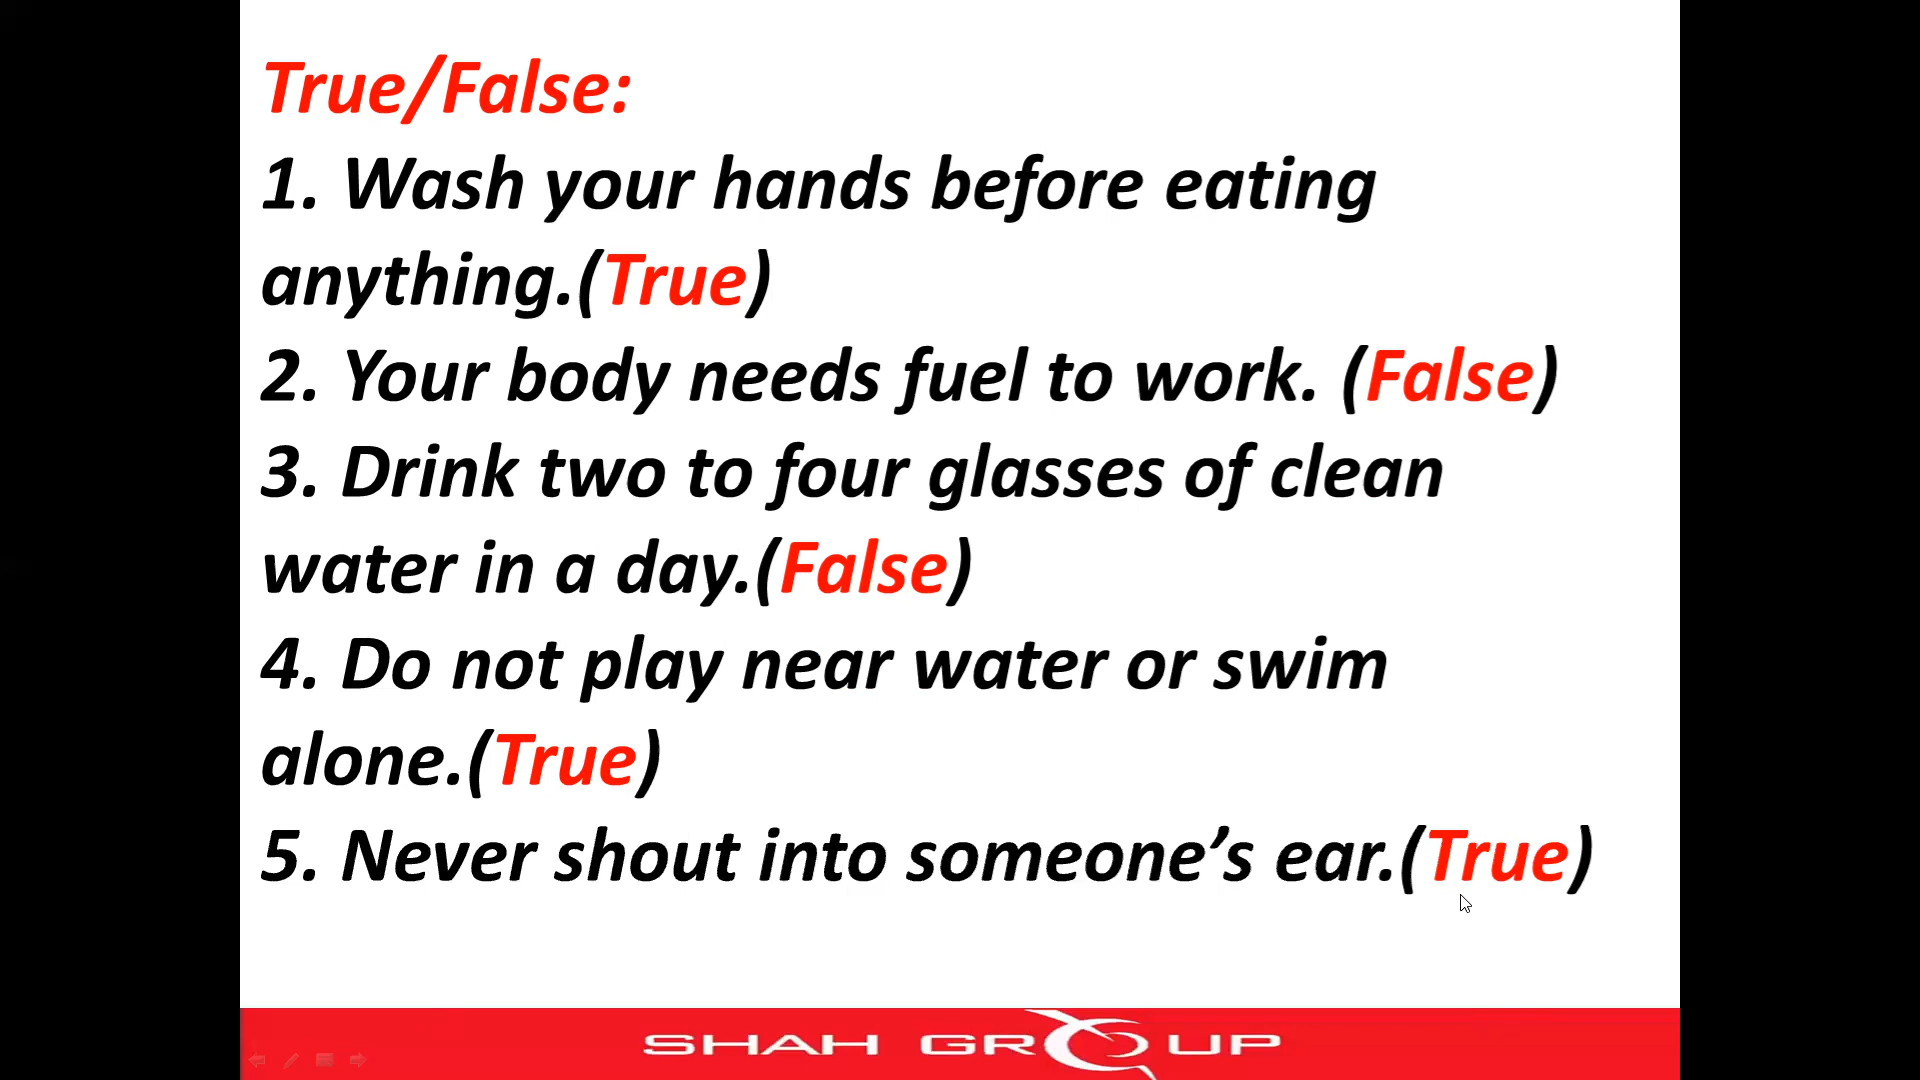 True/False:
1. Wash your hands before eating
anything.(True)
2. Your body needs fuel to work. (False)
3. Drink two to four glasses of clean
water in a day.(False)
4. Do not play near water or swim
alone.(True)
5. Never shout into someone’s ear.(True)
SHAH GROUP